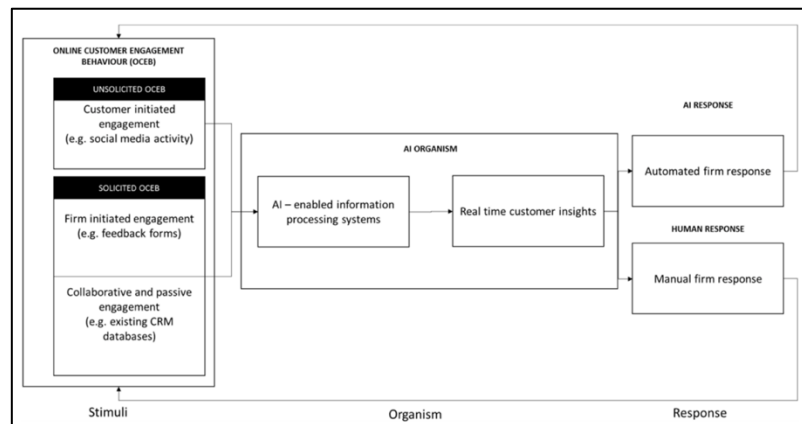 ONLINE CUSTOMER ENGAGEMENT
BEHAVIOUR (OCEB)
UNSOLICITED OCEB
Customer initiated
engagement
(e.g. social media activity)
SOLICITED OCEB
Firm initiated engagement
(e.g. feedback forms)
Collaborative and passive
engagement
(e.g. existing CRM
databases)
AI ORGANISM
AI – enabled information
processing systems
Real time customer insights
AI RESPONSE
Automated firm response
HUMAN RESPONSE
Manual firm response
Stimuli
Organism
Response